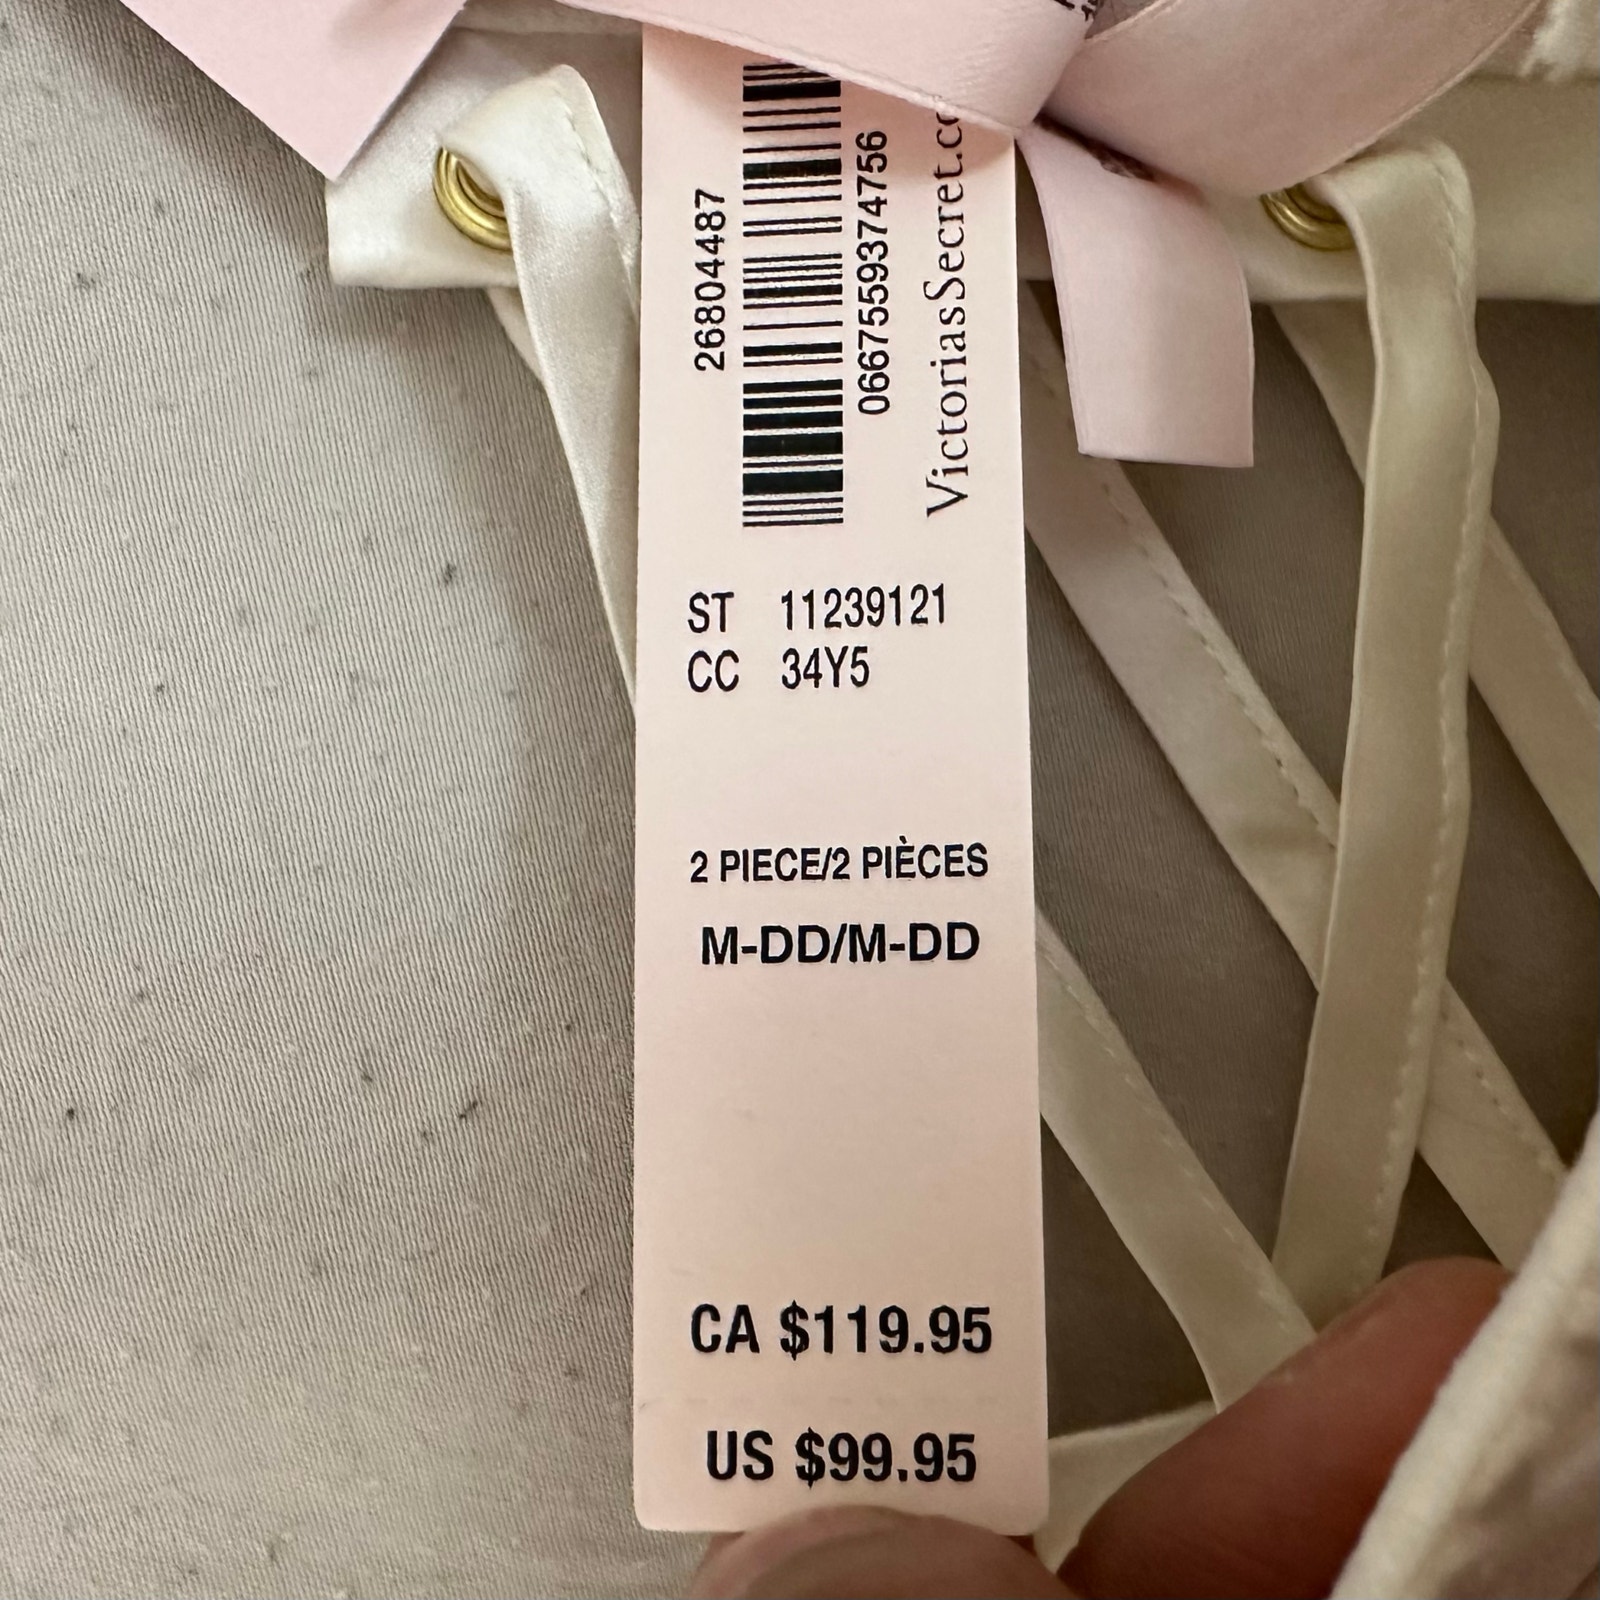 26804487
0667559374756
VictoriasSecret.co
ST 11239121
CC 34Y5
2 PIECE/2 PIÈCES
M-DD/M-DD
CA $119.95
US $99.95